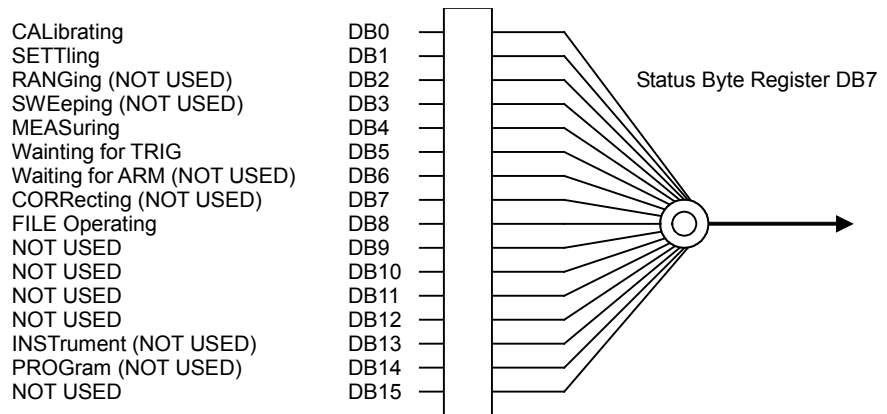 CALibrating DB0
SETTling DB1
RANGing (NOT USED) DB2
Status Byte Register DB7
SWEeping (NOT USED) DB3
MEASuring DB4
Wainting for TRIG DB5
Waiting for ARM (NOT USED) DB6
CORRecting (NOT USED) DB7
FILE Operating DB8
NOT USED DB9
NOT USED DB10
NOT USED DB11
NOT USED DB12
INSTrument (NOT USED) DB13
PROGram (NOT USED) DB14
NOT USED DB15